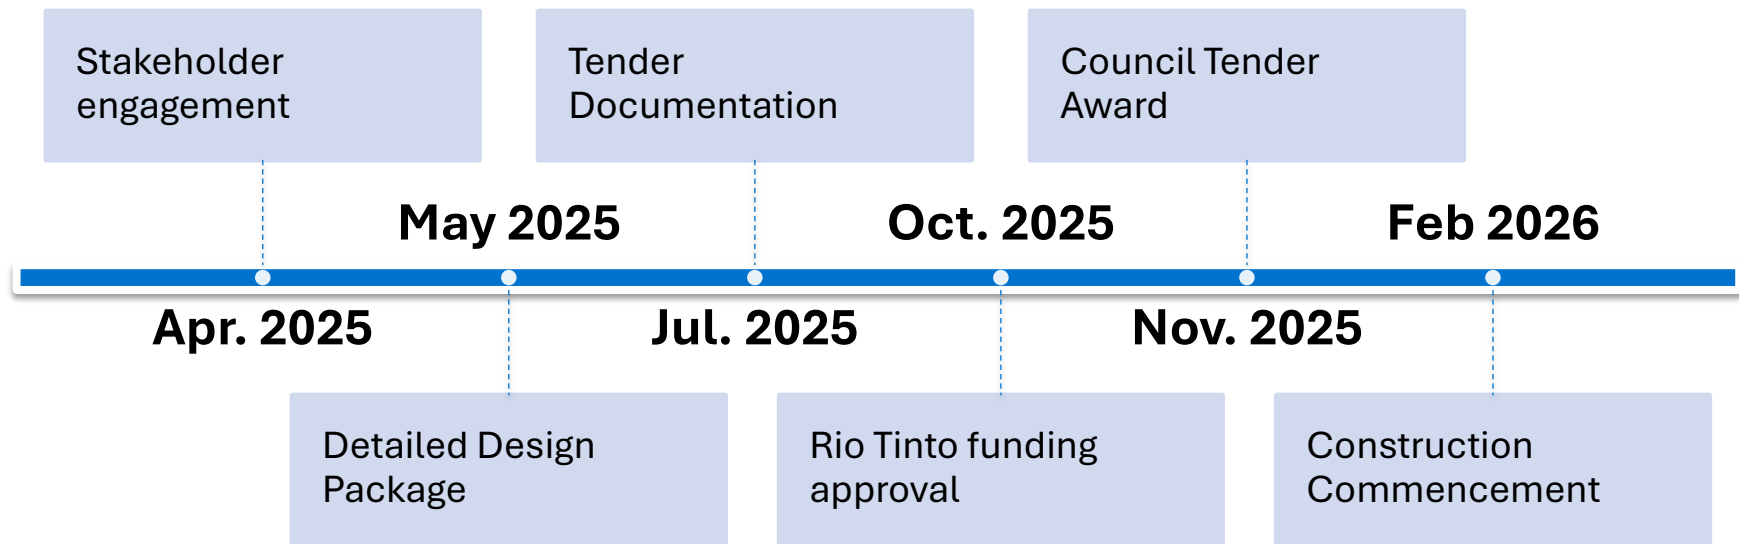 Stakeholder
engagement
Tender
Documentation
Council Tender
Award
May 2025
Oct. 2025
Feb 2026
Apr. 2025
Jul. 2025
Nov. 2025
Detailed Design
Package
Rio Tinto funding
approval
Construction
Commencement